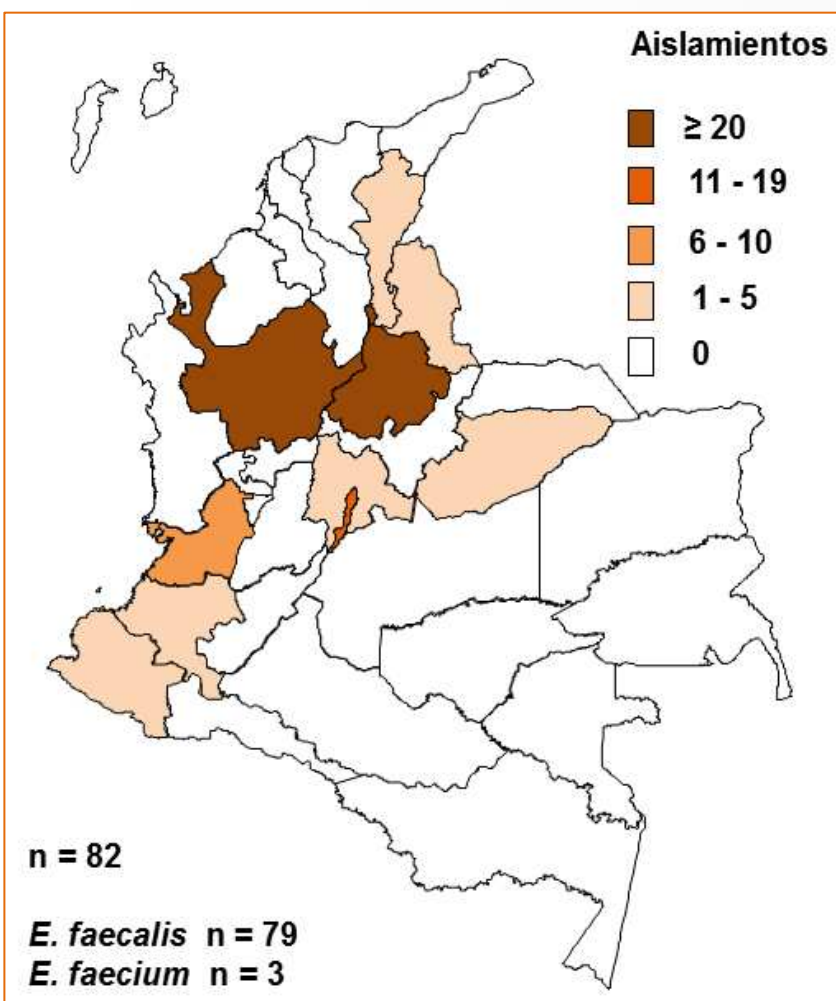 Aislamientos
≥ 20
11 - 19
6 - 10
1 - 5
0
n = 82
E. faecalis n = 79
E. faecium n = 3